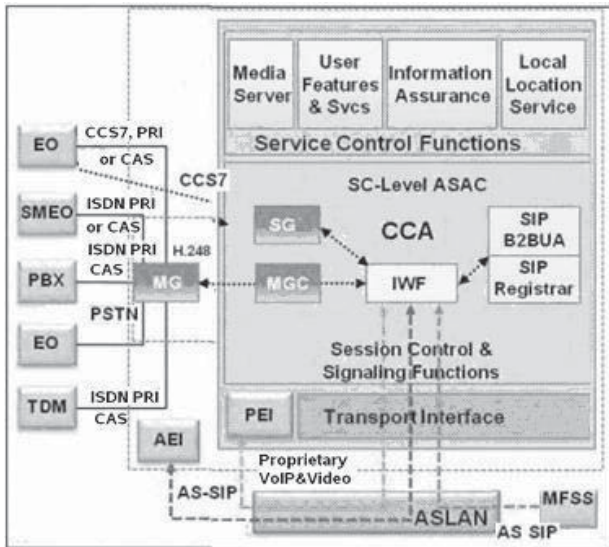 Media
Server
User
Features
& Svcs
Information
Assurance
Local
Location
Service
Service Control Functions
EO
CCS7, PRI
or CAS
CCS7
SC-Level ASAC
SMEO
ISDN PRI
or CAS
SG
CCA
SIP
B2BUA
SIP
Registrar
PBX
ISDN PRI
CAS
H.248
MG
MGC
IWF
EO
PSTN
Session Control &
Signaling Functions
TDM
ISDN PRI
CAS
AEI
PEI
Transport Interface
Proprietary
VoIP&Video
AS-SIP
ASLAN
MFSS
AS SIP